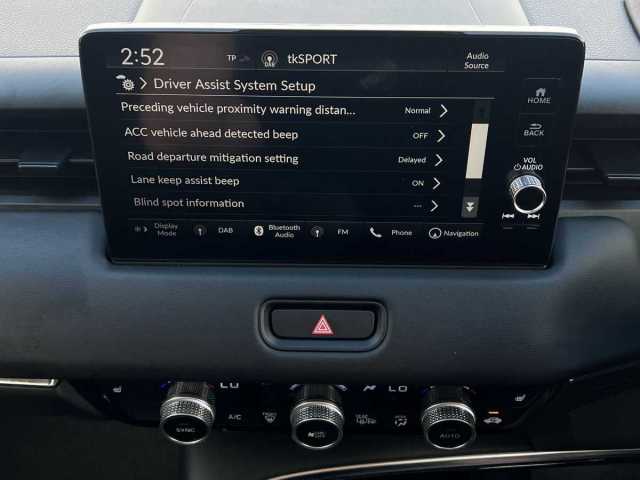 2:52 TP DAB tkSPORT Audio Source
Driver Assist System Setup
HOME
Preceding vehicle proximity warning distan... Normal
ACC vehicle ahead detected beep OFF
BACK
Road departure mitigation setting Delayed
VOL
AUDIO
Lane keep assist beep ON
Blind spot information ...
Display Mode DAB Bluetooth Audio FM Phone Navigation
LO LO
SYNC A/C AUTO